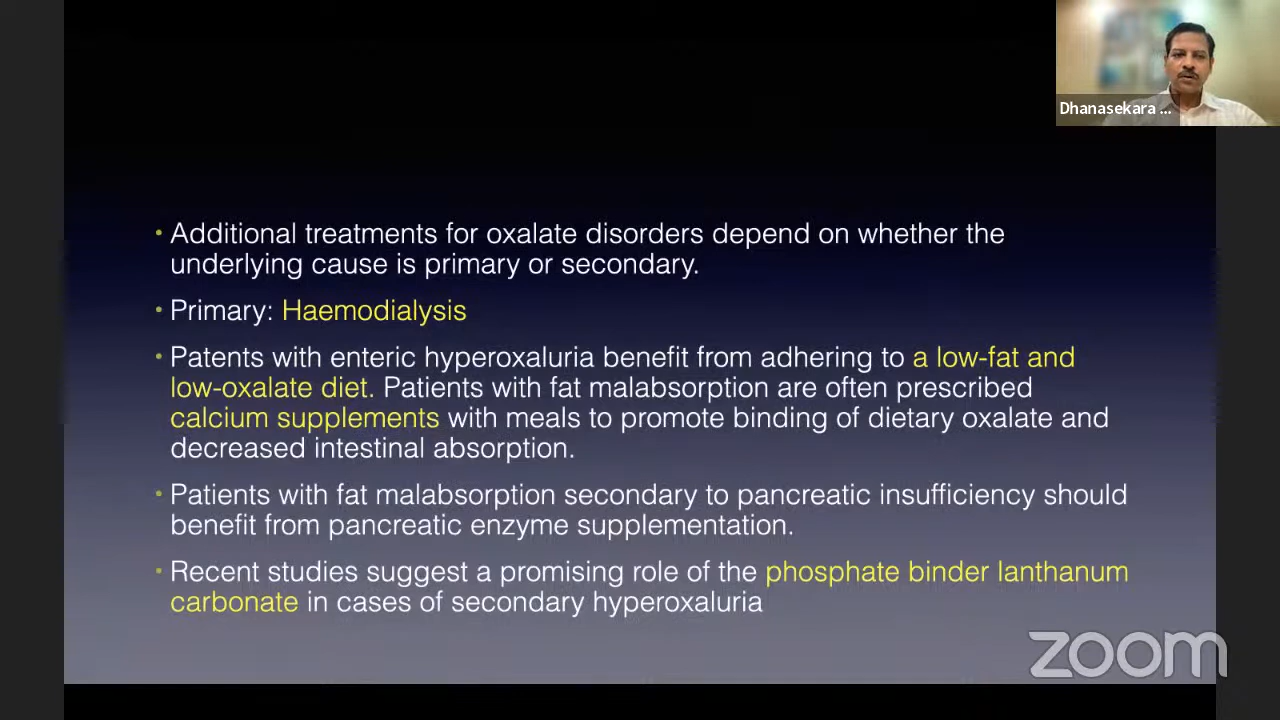 Dhanasekara ...
• Additional treatments for oxalate disorders depend on whether the
underlying cause is primary or secondary.
• Primary: Haemodialysis
• Patents with enteric hyperoxaluria benefit from adhering to a low-fat and
low-oxalate diet. Patients with fat malabsorption are often prescribed
calcium supplements with meals to promote binding of dietary oxalate and
decreased intestinal absorption.
• Patients with fat malabsorption secondary to pancreatic insufficiency should
benefit from pancreatic enzyme supplementation.
• Recent studies suggest a promising role of the phosphate binder lanthanum
carbonate in cases of secondary hyperoxaluria
zoom